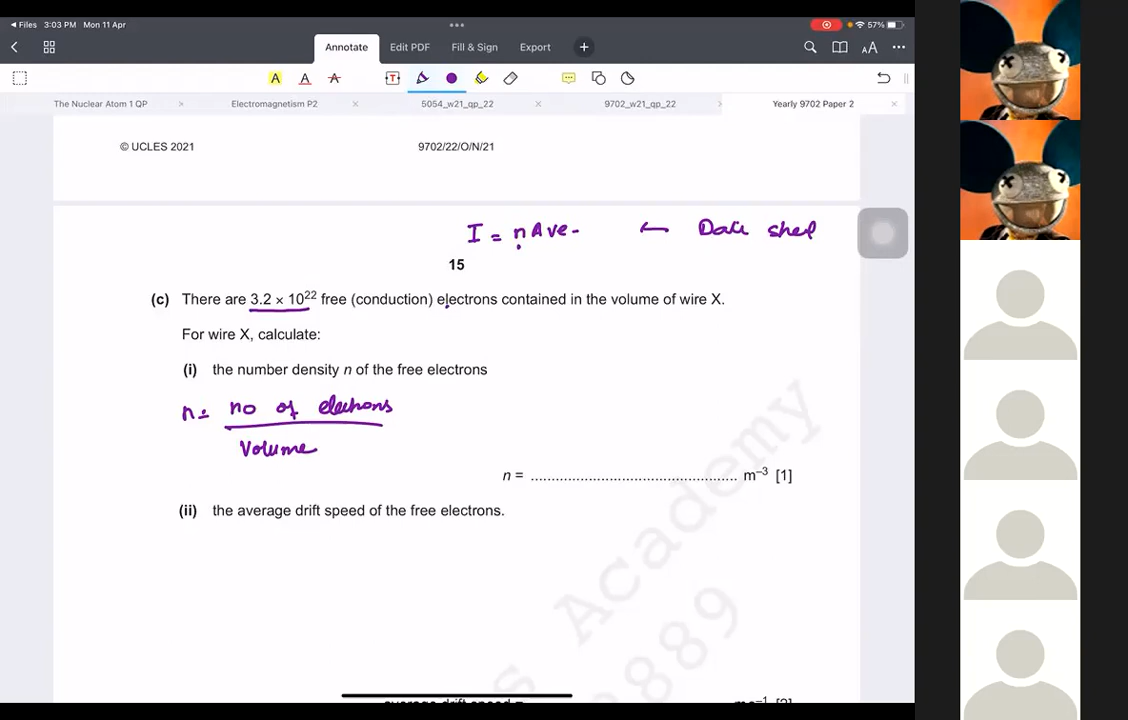 Files 3:03 PM Mon 11 Apr 57%
Annotate Edit PDF Fill & Sign Export
The Nuclear Atom 1 QP × Electromagnetism P2 × 5054_w21_qp_22 × 9702_w21_qp_22 Yearly 9702 Paper 2 ×
© UCLES 2021 9702/22/O/N/21
I = nAve- ← Data
15
(c) There are 3.2 × 10²² free (conduction) electrons contained in the volume of wire X.
For wire X, calculate:
(i) the number density n of the free electrons
n = no of electrons
Volume
n = ................................................. m⁻³ [1]
(ii) the average drift speed of the free electrons.
Academy
8889